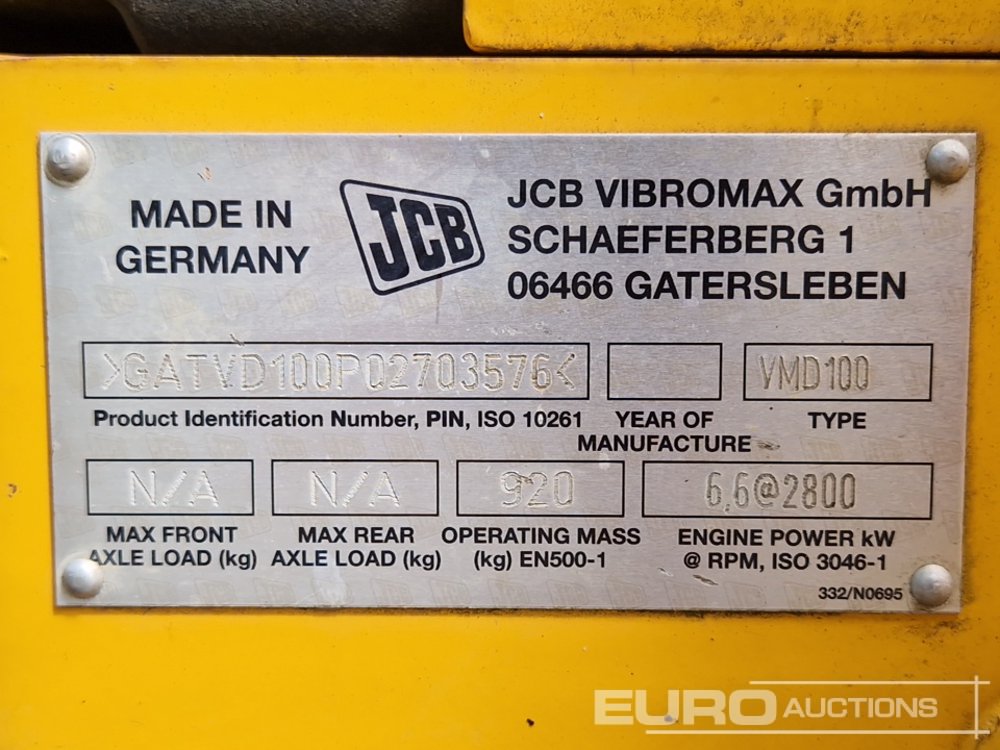 MADE IN
GERMANY
JCB
JCB VIBROMAX GmbH
SCHAEFERBERG 1
06466 GATERSLEBEN
>GATVD100P02703576<
VMD100
Product Identification Number, PIN, ISO 10261
YEAR OF
MANUFACTURE
TYPE
N/A
N/A
920
6,6@2800
MAX FRONT
AXLE LOAD (kg)
MAX REAR
AXLE LOAD (kg)
OPERATING MASS
(kg) EN500-1
ENGINE POWER kW
@ RPM, ISO 3046-1
332/N0695
EURO AUCTIONS